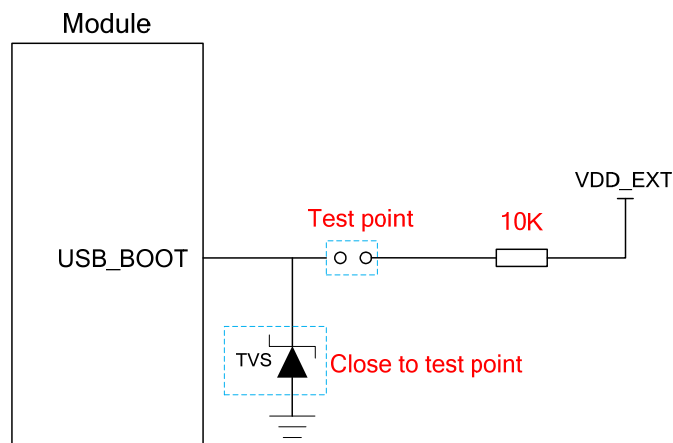 Module
VDD_EXT
Test point
10K
USB_BOOT
TVS
Close to test point